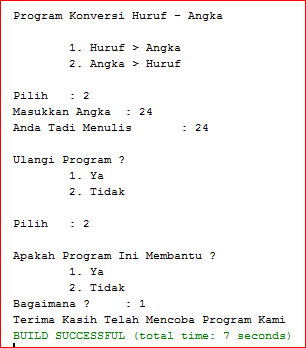 Program Konversi Huruf - Angka
1. Huruf > Angka
2. Angka > Huruf
Pilih : 2
Masukkan Angka : 24
Anda Tadi Menulis : 24
Ulangi Program ?
1. Ya
2. Tidak
Pilih : 2
Apakah Program Ini Membantu ?
1. Ya
2. Tidak
Bagaimana ? : 1
Terima Kasih Telah Mencoba Program Kami
BUILD SUCCESSFUL (total time: 7 seconds)